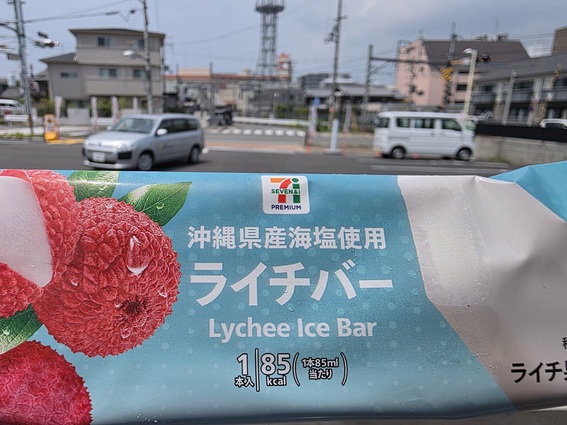 7
SEVEN & i
PREMIUM
沖縄県産海塩使用
ライチバー
Lychee Ice Bar
1本入 85kcal (1本85ml当たり)
ライチ果